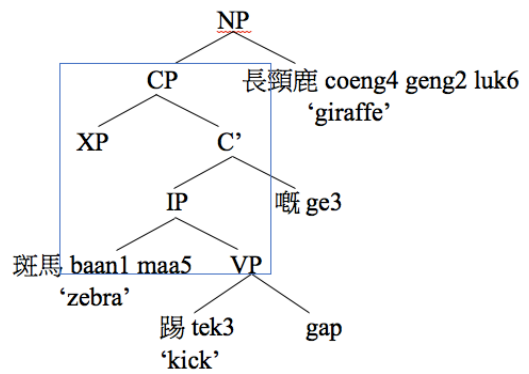 NP
CP 長頸鹿 coeng4 geng2 luk6
‘giraffe’
XP C’
IP 嘅 ge3
斑馬 baan1 maa5 VP
‘zebra’
踢 tek3 gap
‘kick’